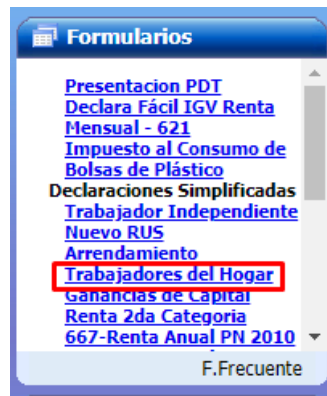 Formularios
Presentacion PDT
Declara Fácil IGV Renta
Mensual - 621
Impuesto al Consumo de
Bolsas de Plástico
Declaraciones Simplificadas
Trabajador Independiente
Nuevo RUS
Arrendamiento
Trabajadores del Hogar
Ganancias de Capital
Renta 2da Categoria
667-Renta Anual PN 2010
F.Frecuente